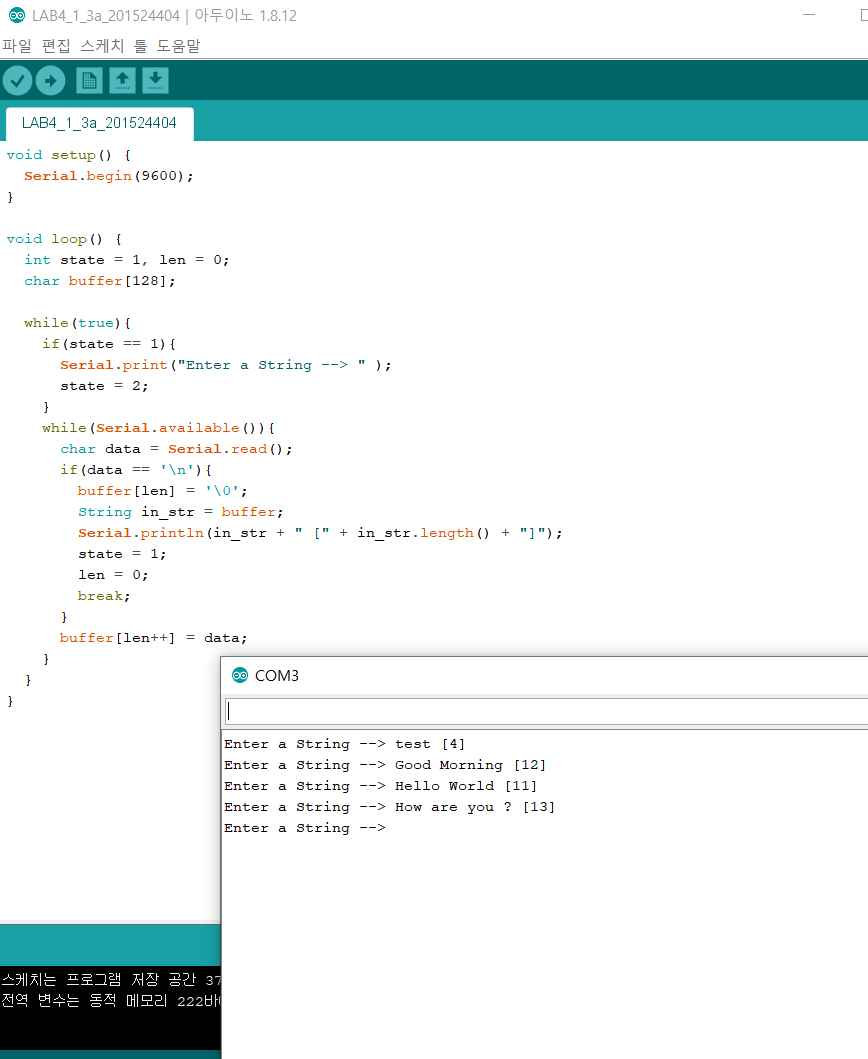 LAB4_1_3a_201524404 | 아두이노 1.8.12
파일 편집 스케치 툴 도움말
LAB4_1_3a_201524404
void setup() {
  Serial.begin(9600);
}
void loop() {
  int state = 1, len = 0;
  char buffer[128];
  while(true){
    if(state == 1){
      Serial.print("Enter a String --> " );
      state = 2;
    }
    while(Serial.available()){
      char data = Serial.read();
      if(data == '\n'){
        buffer[len] = '\0';
        String in_str = buffer;
        Serial.println(in_str + " [" + in_str.length() + "]");
        state = 1;
        len = 0;
        break;
      }
      buffer[len++] = data;
    }
  }
}
COM3
Enter a String --> test [4]
Enter a String --> Good Morning [12]
Enter a String --> Hello World [11]
Enter a String --> How are you ? [13]
Enter a String -->
스케치는 프로그램 저장 공간 37
전역 변수는 동적 메모리 222바